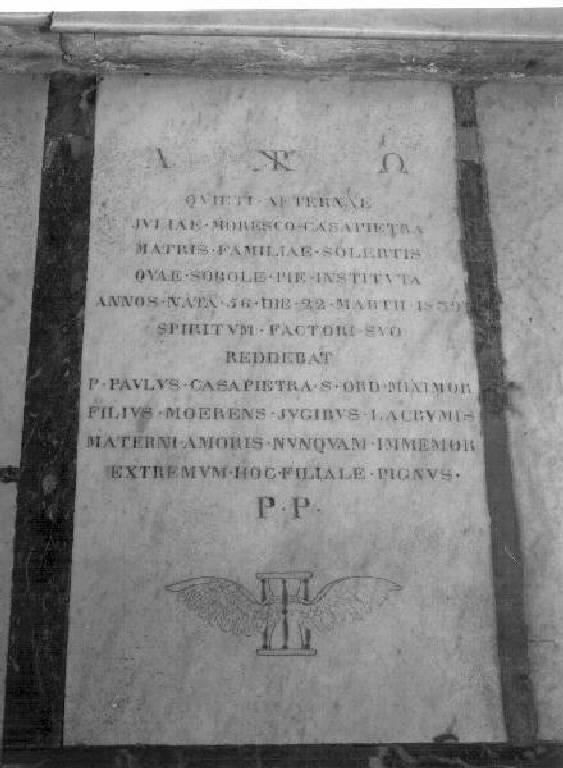 Α Ж Ω
QVIETI · AETERNAE
JVLIAE · MORESCO · CASAPIETRA
MATRIS · FAMILIAE · SOLERTIS
QVAE · SOBOLE · PIE · INSTITVTA
ANNOS · NATA · 56 · DIE · 22 · MARTII
SPIRITVM · FACTORI · SVO
REDDEBAT
P · PAVLVS · CASAPIETRA · S · ORD · MINIMOR
FILIVS · MOERENS · JVGIBVS · LACRVMIS
MATERNI · AMORIS · NVNQVAM · IMMEMOR
EXTREMVM · HOC · FILIALE · PIGNVS ·
P · P ·